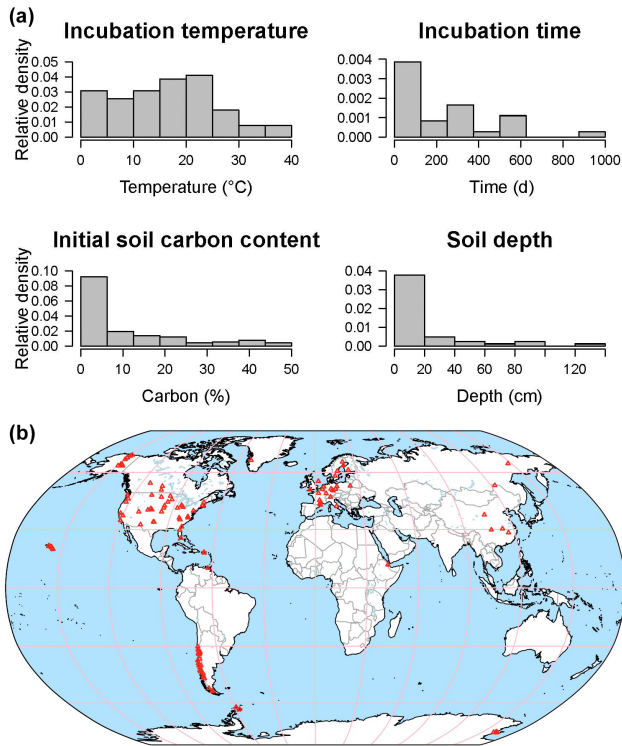 (a)
Incubation temperature
Incubation time
Relative density
0.05
0.04
0.03
0.02
0.01
0.00
0 10 20 30 40
Temperature (°C)
0.004
0.003
0.002
0.001
0.000
0 200 400 600 800 1000
Time (d)
Initial soil carbon content
Soil depth
Relative density
0.10
0.08
0.06
0.04
0.02
0.00
0 10 20 30 40 50
Carbon (%)
0.04
0.03
0.02
0.01
0.00
0 20 40 60 80 120
Depth (cm)
(b)